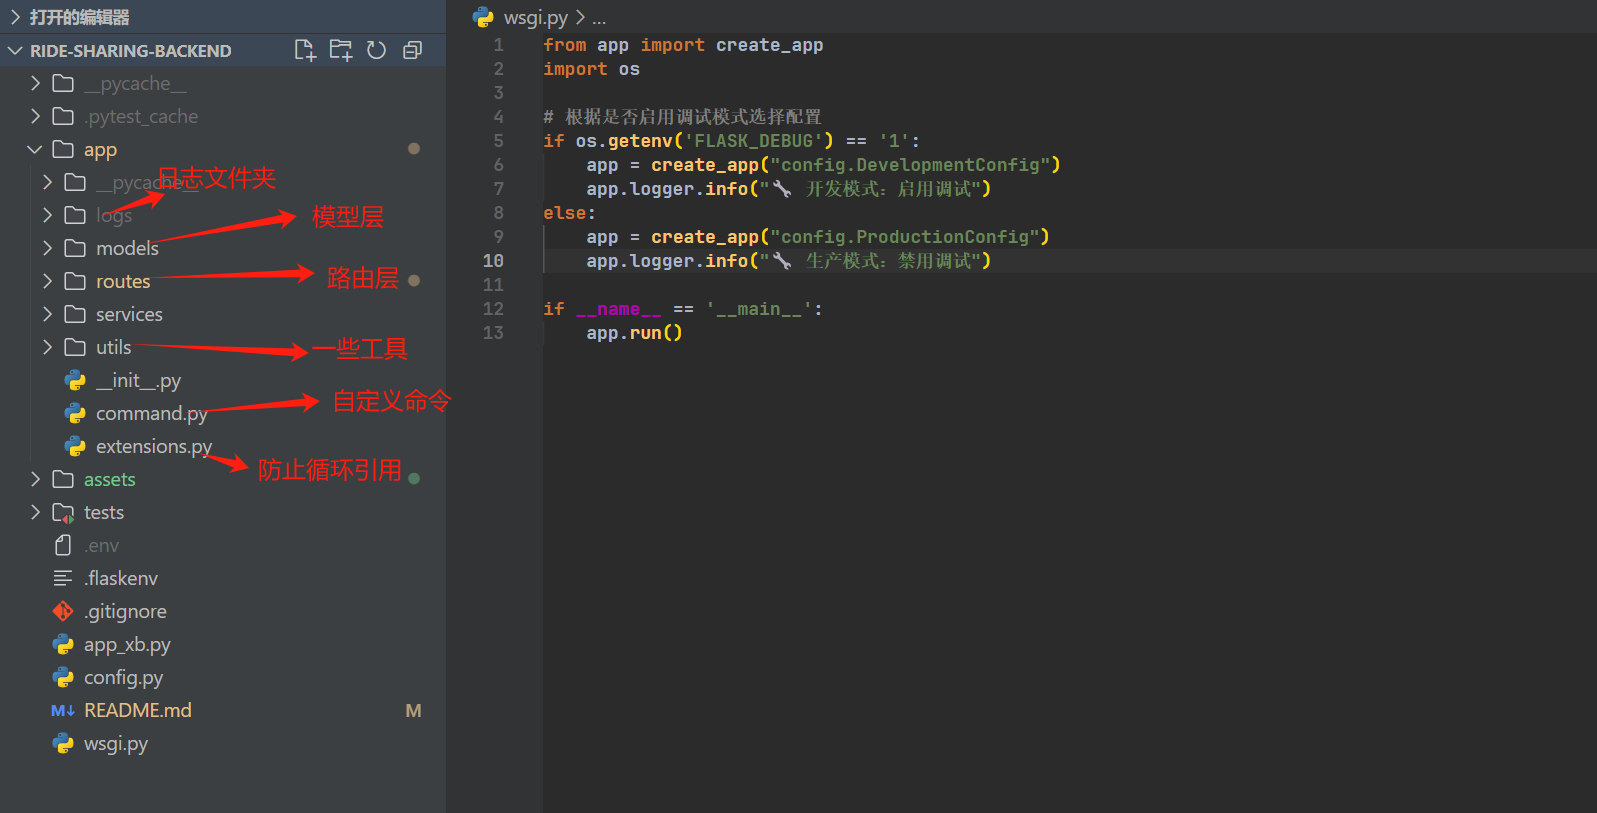 打开的编辑器
RIDE-SHARING-BACKEND
__pycache__
.pytest_cache
app
__pycache__
日志文件夹
logs
models
模型层
routes
路由层
services
utils
一些工具
__init__.py
command.py
自定义命令
extensions.py
防止循环引用
assets
tests
.env
.flaskenv
.gitignore
app_xb.py
config.py
M↓ README.md M
wsgi.py
wsgi.py > ...
1 from app import create_app
2 import os
3
4 # 根据是否启用调试模式选择配置
5 if os.getenv('FLASK_DEBUG') == '1':
6 app = create_app("config.DevelopmentConfig")
7 app.logger.info("🔧 开发模式：启用调试")
8 else:
9 app = create_app("config.ProductionConfig")
10 app.logger.info("🔧 生产模式：禁用调试")
11
12 if __name__ == '__main__':
13 app.run()